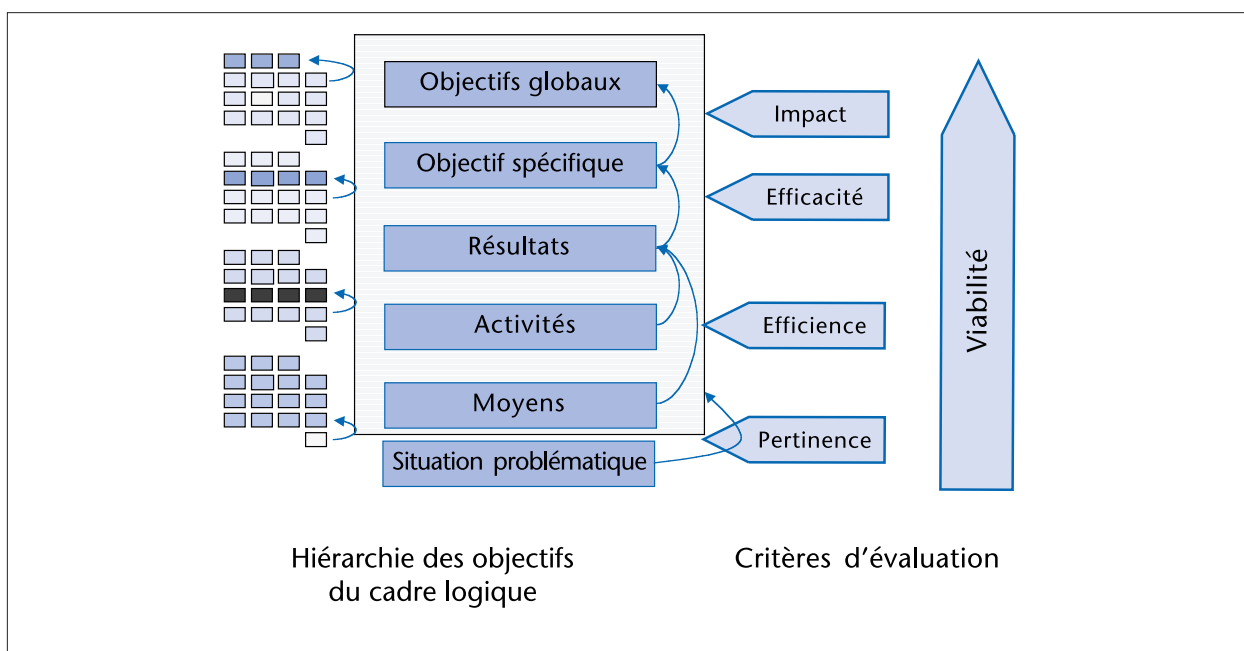 Objectifs globaux
Objectif spécifique
Résultats
Activités
Moyens
Situation problématique
Impact
Efficacité
Efficience
Pertinence
Viabilité
Hiérarchie des objectifs
du cadre logique
Critères d'évaluation